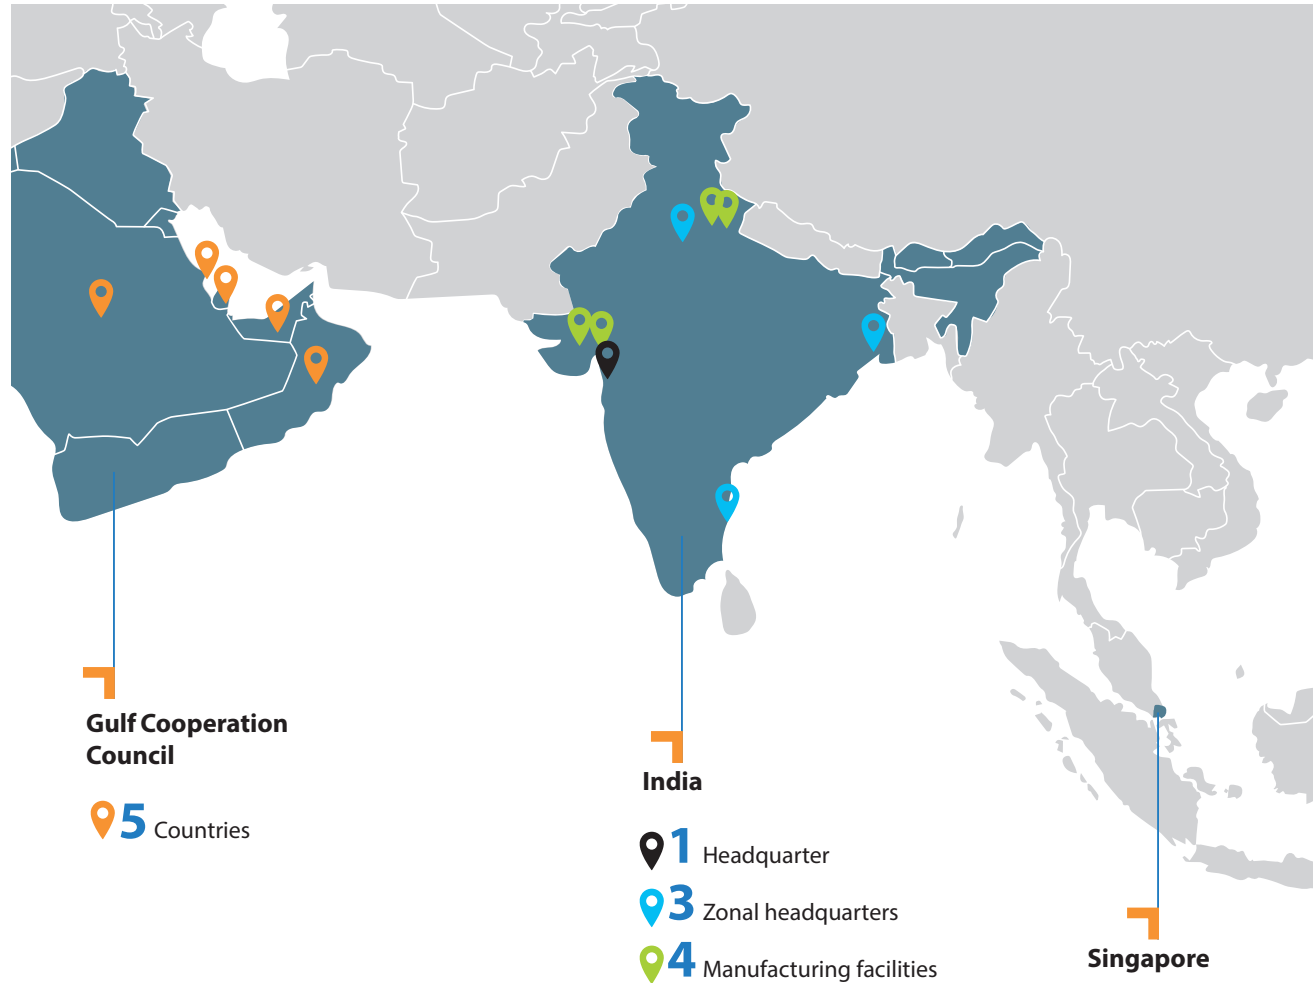 Gulf Cooperation
Council
5 Countries
India
1 Headquarter
3 Zonal headquarters
4 Manufacturing facilities
Singapore